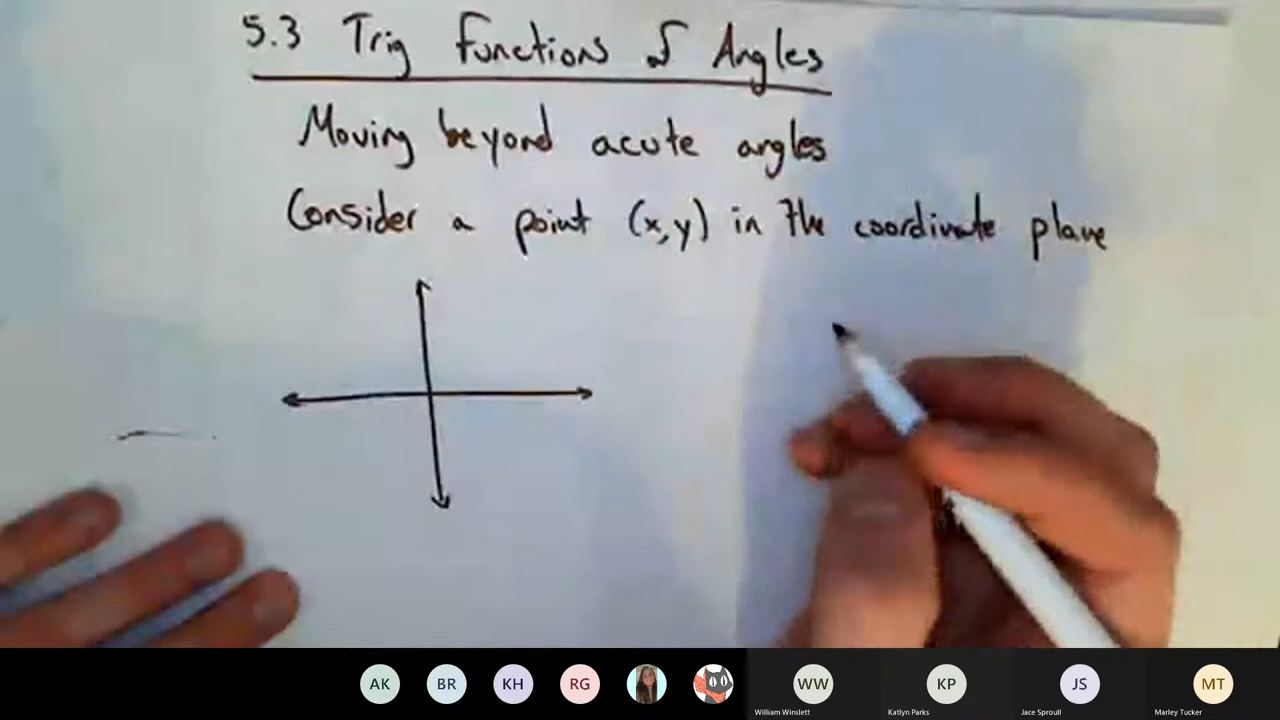 5.3 Trig Functions of Angles
Moving beyond acute angles
Consider a point (x,y) in the coordinate plane
AK BR KH RG WW KP JS MT
William Winslett Katlyn Parks Jace Sproull Marley Tucker